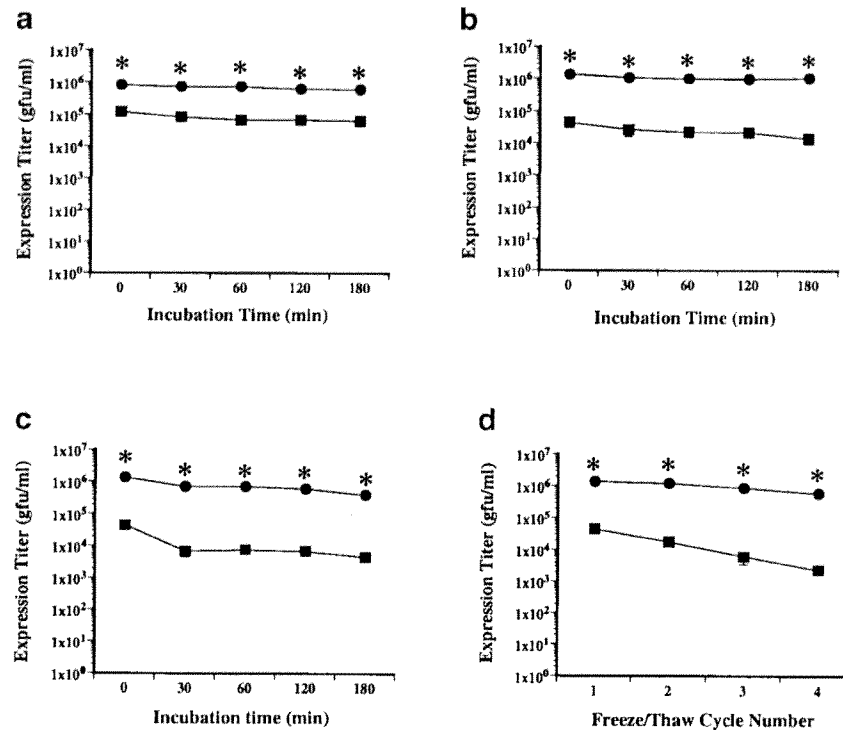 a
Expression Titer (gfu/ml)
1x10⁷
1x10⁶
1x10⁵
1x10⁴
1x10³
1x10²
1x10¹
1x10⁰
* * * * *
0 30 60 120 180
Incubation Time (min)
b
Expression Titer (gfu/ml)
1x10⁷
1x10⁶
1x10⁵
1x10⁴
1x10³
1x10²
1x10¹
1x10⁰
* * * * *
0 30 60 120 180
Incubation Time (min)
c
Expression Titer (gfu/ml)
1x10⁷
1x10⁶
1x10⁵
1x10⁴
1x10³
1x10²
1x10¹
1x10⁰
* * * * *
0 30 60 120 180
Incubation time (min)
d
Expression Titer (gfu/ml)
1x10⁷
1x10⁶
1x10⁵
1x10⁴
1x10³
1x10²
1x10¹
1x10⁰
* * * *
1 2 3 4
Freeze/Thaw Cycle Number